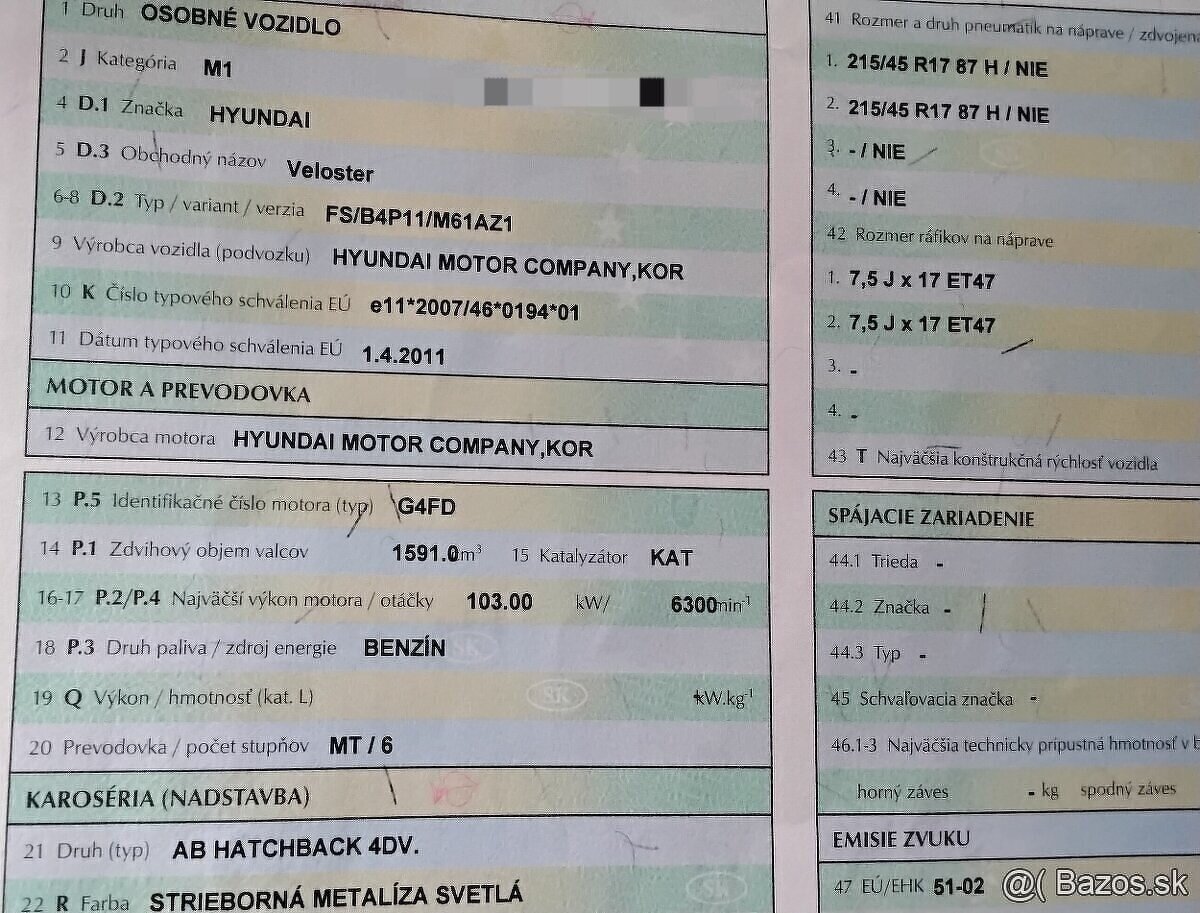 1 Druh OSOBNÉ VOZIDLO
2 J Kategória M1
4 D.1 Značka HYUNDAI
5 D.3 Obchodný názov Veloster
6-8 D.2 Typ / variant / verzia FS/B4P11/M61AZ1
9 Výrobca vozidla (podvozku) HYUNDAI MOTOR COMPANY,KOR
10 K Číslo typového schválenia EÚ e11*2007/46*0194*01
11 Dátum typového schválenia EÚ 1.4.2011
MOTOR A PREVODOVKA
12 Výrobca motora HYUNDAI MOTOR COMPANY,KOR
13 P.5 Identifikačné číslo motora (typ) G4FD
14 P.1 Zdvihový objem valcov 1591.0 m³ 15 Katalyzátor KAT
16-17 P.2/P.4 Najväčší výkon motora / otáčky 103.00 kW/ 6300 min⁻¹
18 P.3 Druh paliva / zdroj energie BENZÍN
19 Q Výkon / hmotnosť (kat. L) kW.kg⁻¹
20 Prevodovka / počet stupňov MT / 6
KAROSÉRIA (NADSTAVBA)
21 Druh (typ) AB HATCHBACK 4DV.
22 R Farba STRIEBORNÁ METALÍZA SVETLÁ
41 Rozmer a druh pneumatík na náprave / zdvojená
1. 215/45 R17 87 H / NIE
2. 215/45 R17 87 H / NIE
3. - / NIE
4. - / NIE
42 Rozmer ráfikov na náprave
1. 7,5 J x 17 ET47
2. 7,5 J x 17 ET47
3. -
4. -
43 T Najväčšia konštrukčná rýchlosť vozidla
SPÁJACIE ZARIADENIE
44.1 Trieda -
44.2 Značka -
44.3 Typ -
45 Schvaľovacia značka -
46.1-3 Najväčšia technicky prípustná hmotnosť v b
horný záves - kg spodný záves
EMISIE ZVUKU
47 EÚ/EHK 51-02
@( Bazos.sk